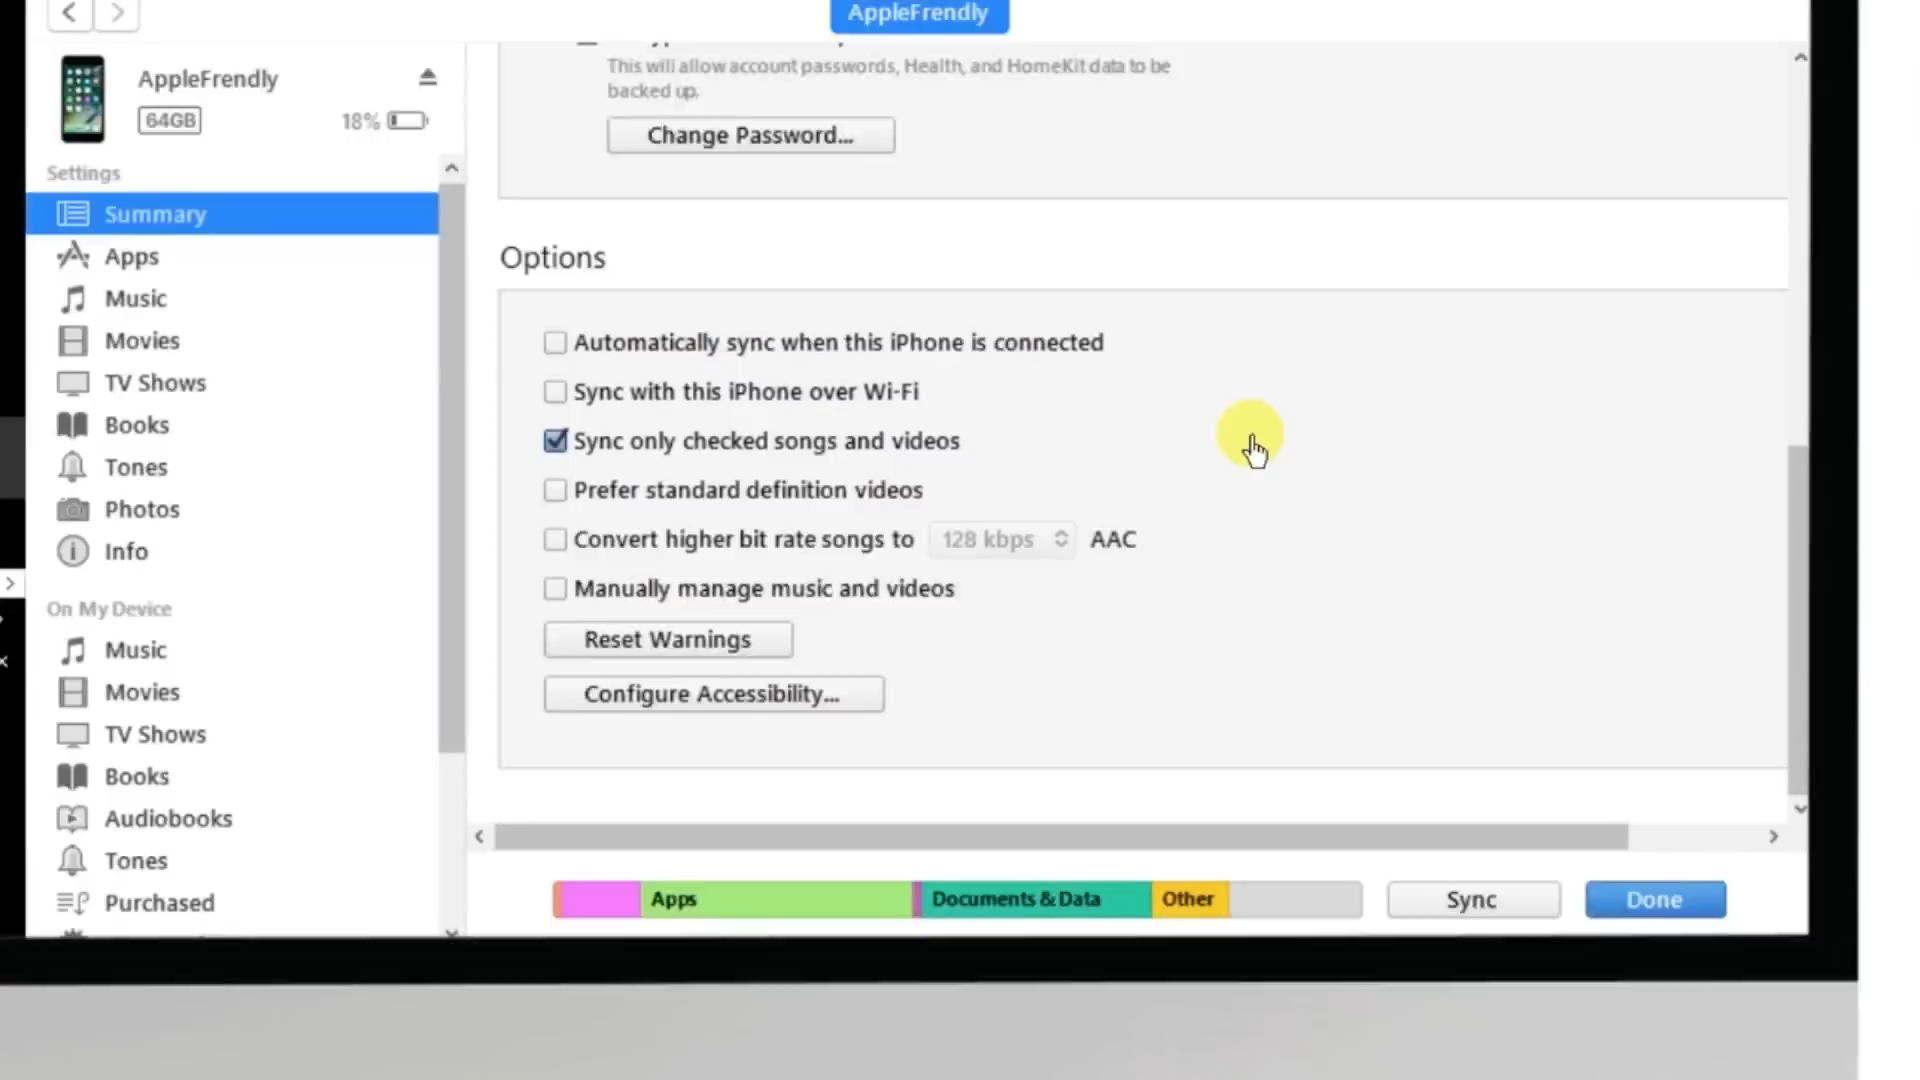 AppleFrendly
AppleFrendly
64GB
18%
Settings
Summary
Apps
Music
Movies
TV Shows
Books
Tones
Photos
Info
On My Device
Music
Movies
TV Shows
Books
Audiobooks
Tones
Purchased
This will allow account passwords, Health, and HomeKit data to be
backed up.
Change Password...
Options
Automatically sync when this iPhone is connected
Sync with this iPhone over Wi-Fi
Sync only checked songs and videos
Prefer standard definition videos
Convert higher bit rate songs to 128 kbps AAC
Manually manage music and videos
Reset Warnings
Configure Accessibility...
Apps Documents & Data Other Sync Done